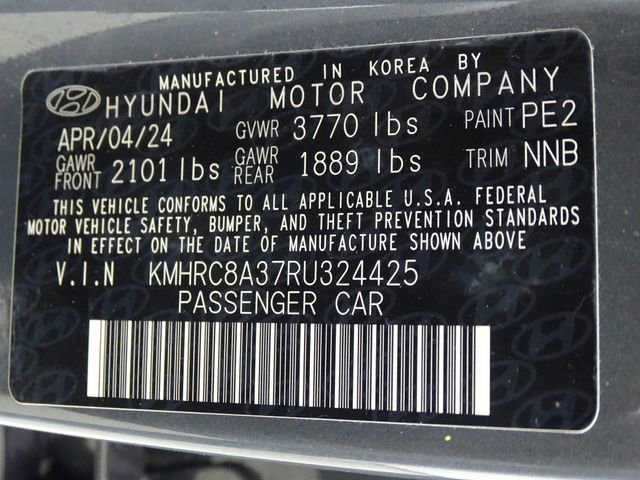 MANUFACTURED IN KOREA BY
HYUNDAI MOTOR COMPANY
APR/04/24 GVWR 3770 lbs PAINT PE2
GAWR FRONT 2101 lbs GAWR REAR 1889 lbs TRIM NNB
THIS VEHICLE CONFORMS TO ALL APPLICABLE U.S.A. FEDERAL
MOTOR VEHICLE SAFETY, BUMPER, AND THEFT PREVENTION STANDARDS
IN EFFECT ON THE DATE OF MANUFACTURE SHOWN ABOVE
V.I.N KMHRC8A37RU324425
PASSENGER CAR